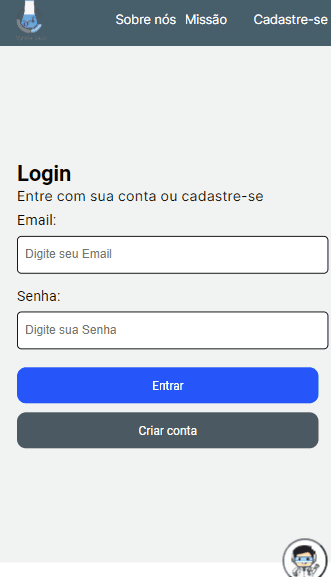 Sobre nós Missão Cadastre-se
Login
Entre com sua conta ou cadastre-se
Email:
Digite seu Email
Senha:
Digite sua Senha
Entrar
Criar conta